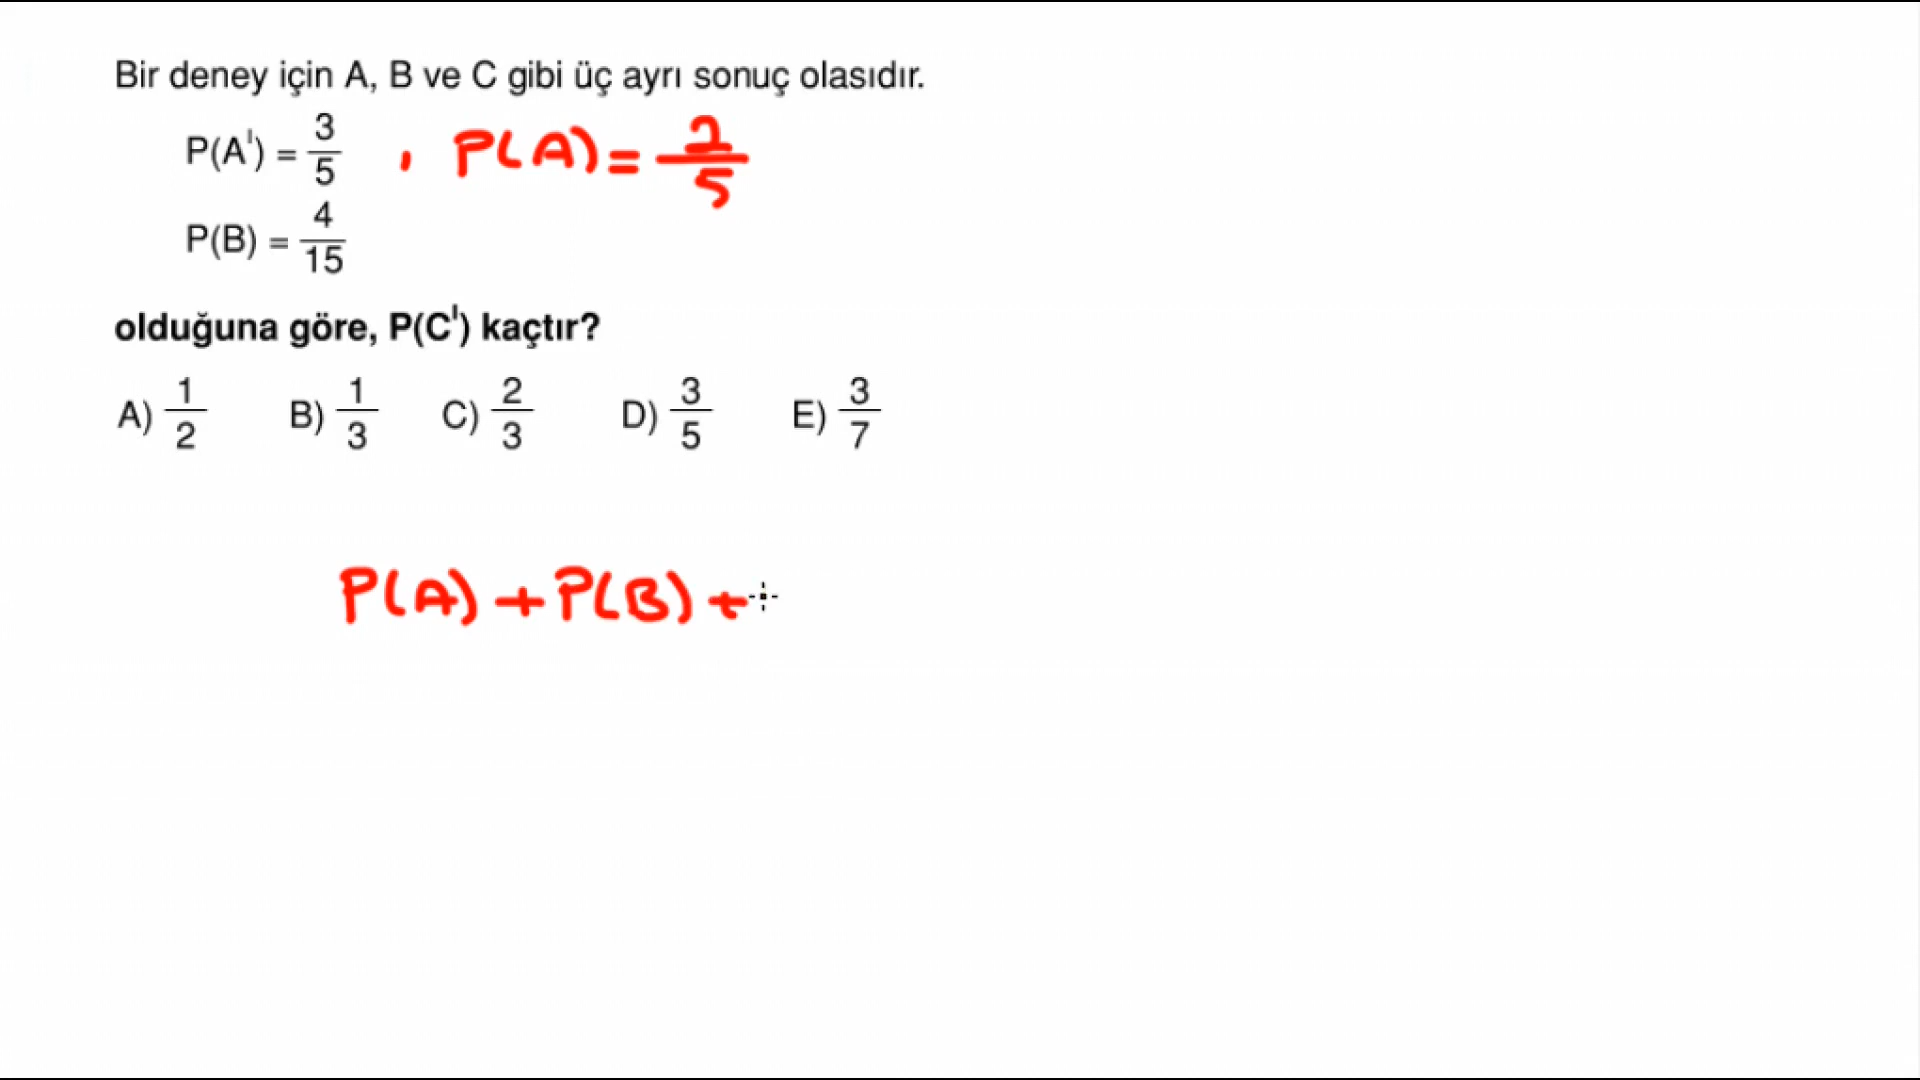 Bir deney için A, B ve C gibi üç ayrı sonuç olasıdır.
P(A') = 3/5 , P(A) = 2/5
P(B) = 4/15
olduğuna göre, P(C') kaçtır?
A) 1/2 B) 1/3 C) 2/3 D) 3/5 E) 3/7
P(A) + P(B) +